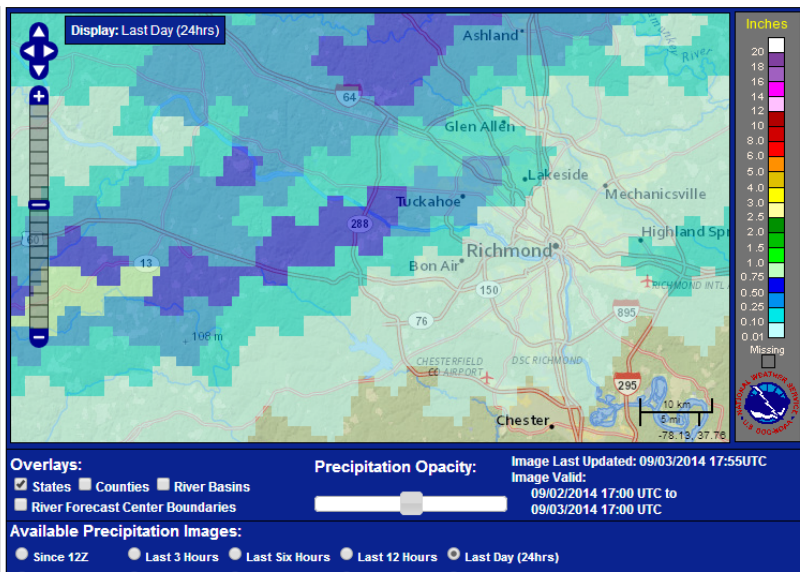 Display: Last Day (24hrs)
Ashland
River
64
Glen Allen
Lakeside
Tuckahoe
Mechanicsville
288
60
Highland Spr
Richmond
13
Bon Air
RICHMOND INTL
150
895
76
108 m
CHESTERFIELD
CO AIRPORT
DSC RICHMOND
295
Chester
10 km
5 mi
-78.13, 37.76
Inches
20
18
16
14
12
10
8.0
6.0
5.0
4.0
3.0
2.5
2.0
1.5
1.0
0.75
0.50
0.25
0.10
0.01
Missing
NATIONAL WEATHER SERVICE
Overlays:
States Counties River Basins
River Forecast Center Boundaries
Precipitation Opacity:
Image Last Updated: 09/03/2014 17:55UTC
Image Valid:
09/02/2014 17:00 UTC to
09/03/2014 17:00 UTC
Available Precipitation Images:
Since 12Z Last 3 Hours Last Six Hours Last 12 Hours Last Day (24hrs)